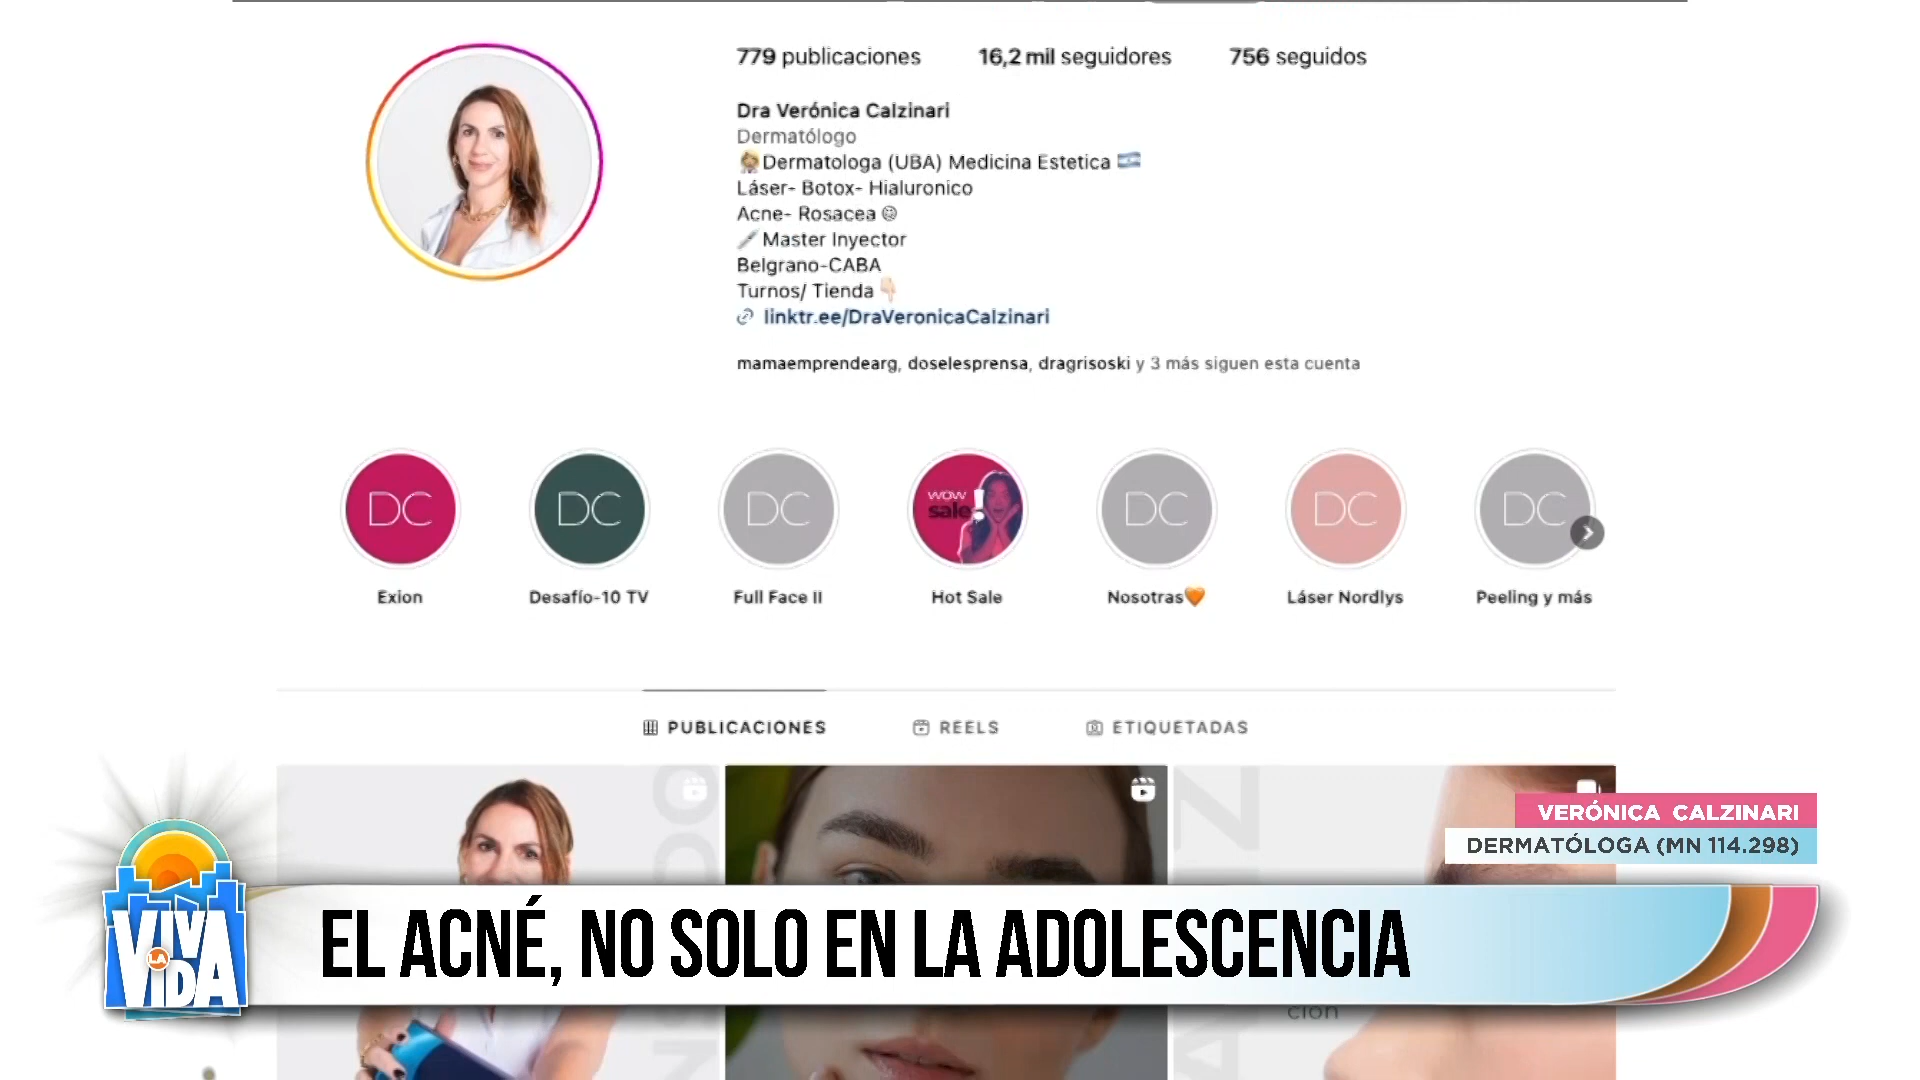 779 publicaciones 16,2 mil seguidores 756 seguidos
Dra Verónica Calzinari
Dermatólogo
Dermatologa (UBA) Medicina Estetica
Láser- Botox- Hialuronico
Acne- Rosacea
Master Inyector
Belgrano-CABA
Turnos/ Tienda
linktr.ee/DraVeronicaCalzinari
mamaemprendearg, doselesprensa, dragrisoski y 3 más siguen esta cuenta
DC DC DC WOW sale! DC DC DC
Exion Desafío-10 TV Full Face II Hot Sale Nosotras🧡 Láser Nordlys Peeling y más
PUBLICACIONES REELS ETIQUETADAS
VERÓNICA CALZINARI
DERMATÓLOGA (MN 114.298)
VIVA LA VIDA
EL ACNÉ, NO SOLO EN LA ADOLESCENCIA